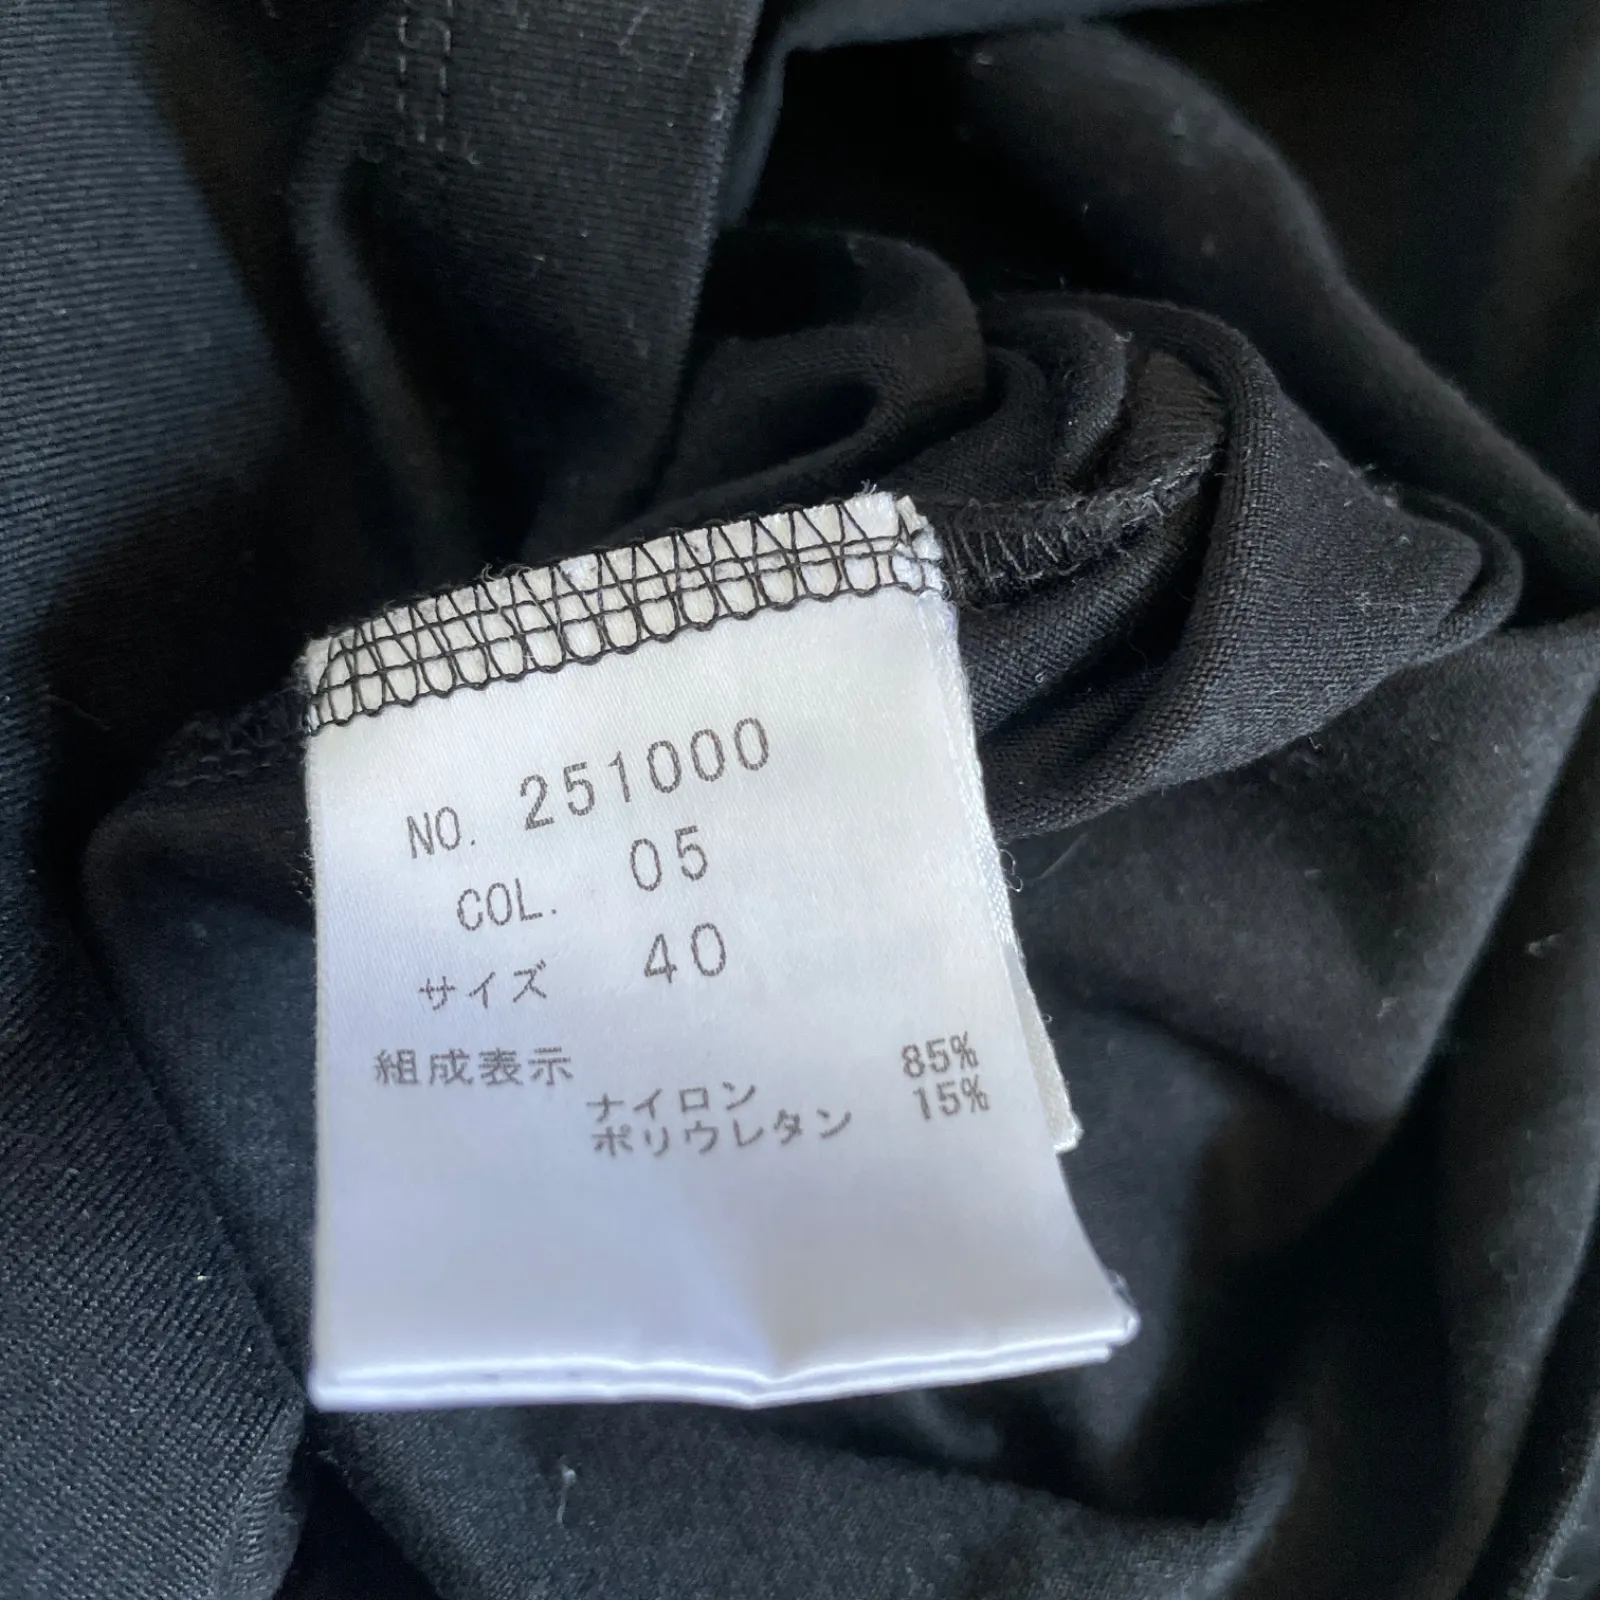 NO. 251000
COL. 05
サイズ 40
組成表示
ナイロン 85%
ポリウレタン 15%